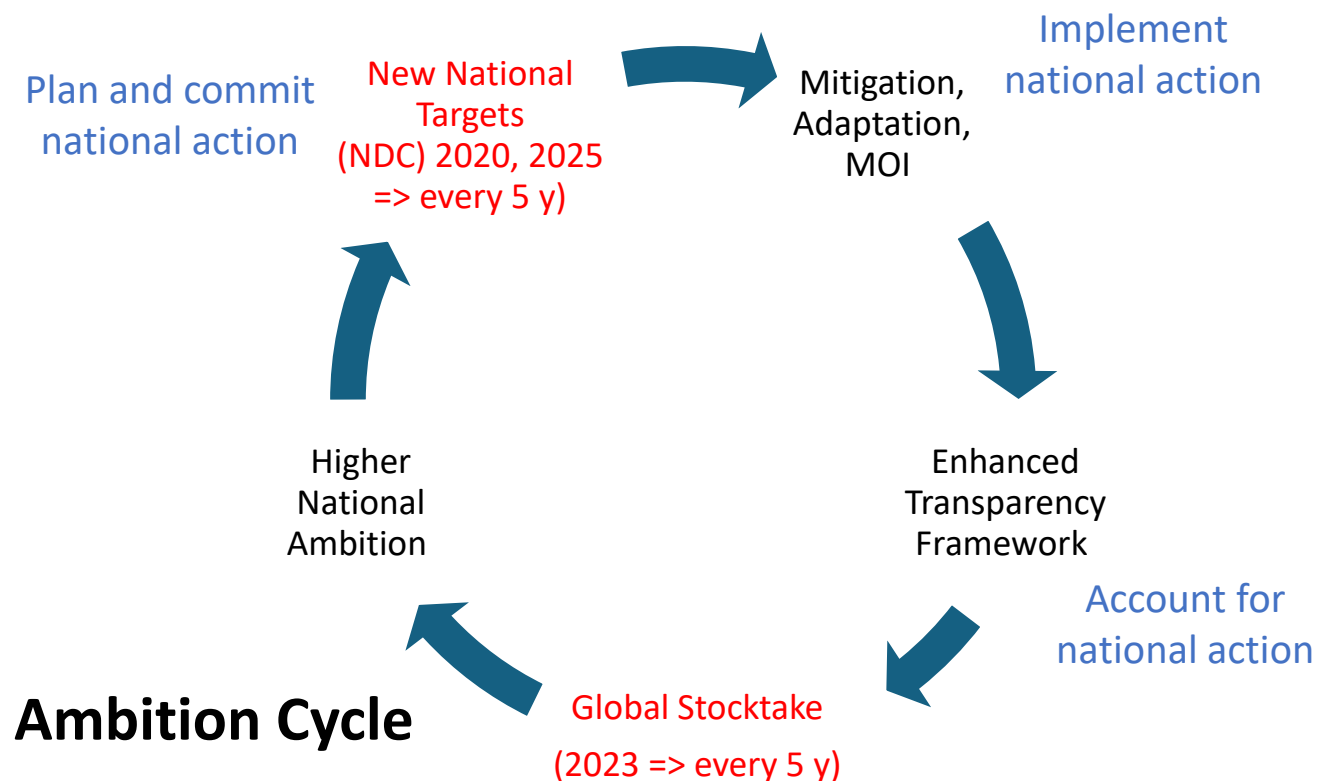 Plan and commit
national action
New National
Targets
(NDC) 2020, 2025
=> every 5 y)
Mitigation,
Adaptation,
MOI
Implement
national action
Enhanced
Transparency
Framework
Account for
national action
Global Stocktake
(2023 => every 5 y)
Higher
National
Ambition
Ambition Cycle